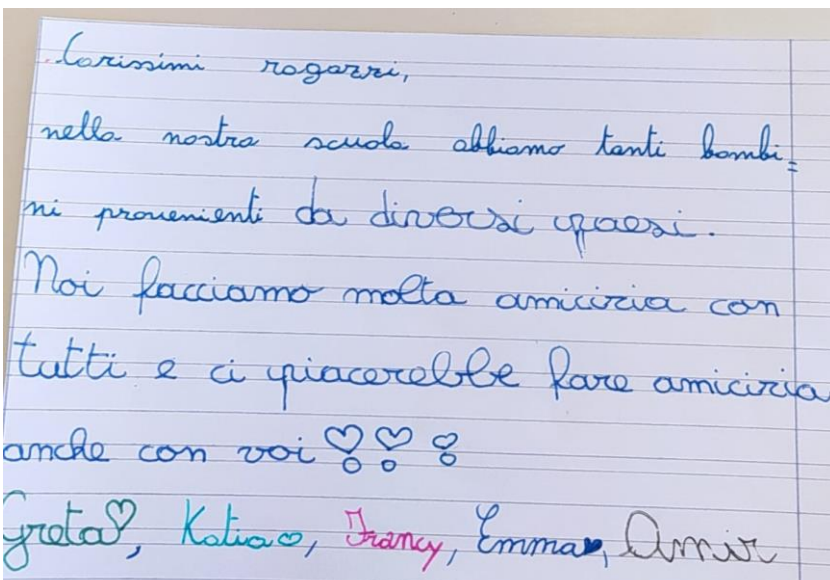 Carissimi ragazzi,
nella nostra scuola abbiamo tanti bambi=
ni provenienti da diversi paesi.
Noi facciamo molta amicizia con
tutti e ci piacerebbe fare amicizia
anche con voi!!!
Greta, Katia, Francy, Emma, Amir